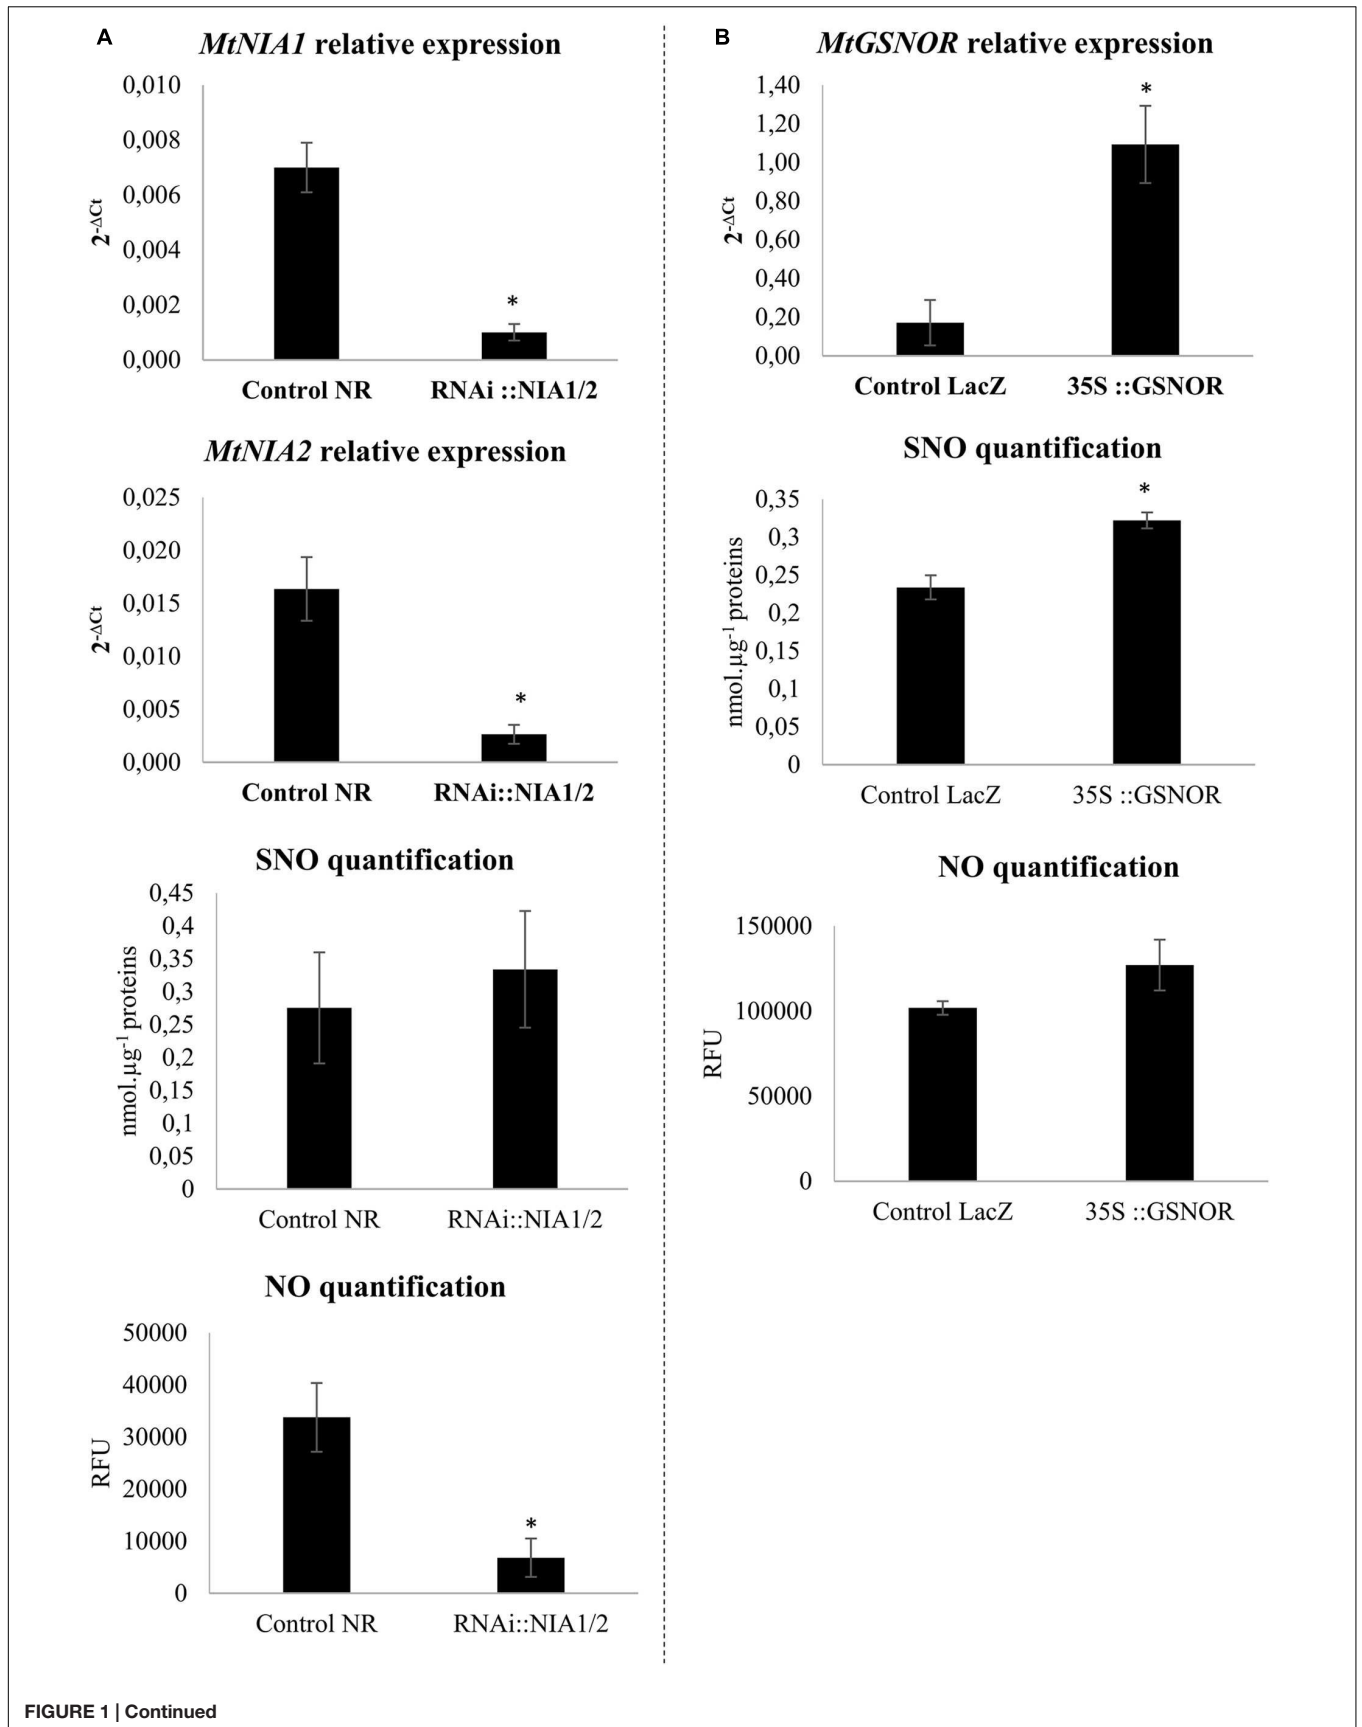 A
MtNIA1 relative expression
0,010
0,008
0,006
0,004
0,002
0,000
2-ΔCt
*
Control NR
RNAi ::NIA1/2
MtNIA2 relative expression
0,025
0,020
0,015
0,010
0,005
0,000
2-ΔCt
*
Control NR
RNAi::NIA1/2
SNO quantification
0,45
0,4
0,35
0,3
0,25
0,2
0,15
0,1
0,05
0
nmol.µg-1 proteins
Control NR
RNAi::NIA1/2
NO quantification
50000
40000
30000
20000
10000
0
RFU
*
Control NR
RNAi::NIA1/2
B
MtGSNOR relative expression
1,40
1,20
1,00
0,80
0,60
0,40
0,20
0,00
2-ΔCt
*
Control LacZ
35S ::GSNOR
SNO quantification
0,35
0,3
0,25
0,2
0,15
0,1
0,05
0
nmol.µg-1 proteins
*
Control LacZ
35S ::GSNOR
NO quantification
150000
100000
50000
0
RFU
Control LacZ
35S ::GSNOR
FIGURE 1 | Continued